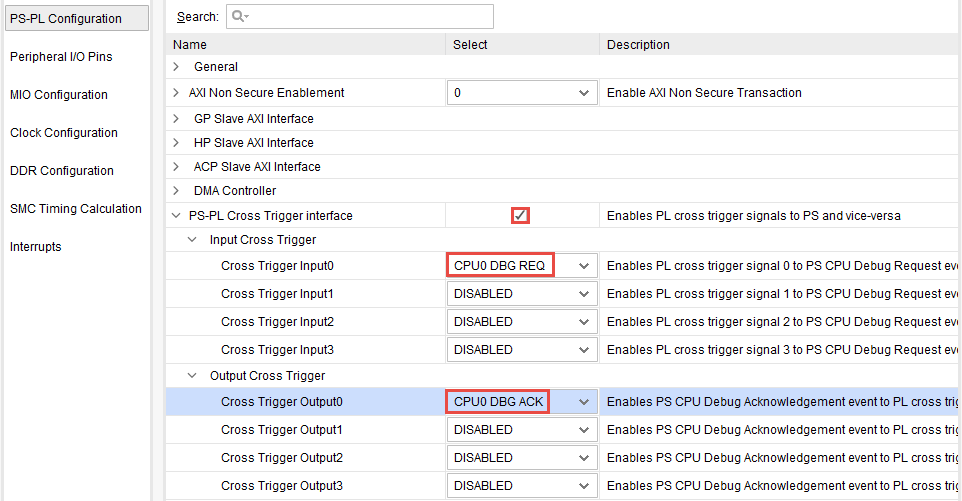 PS-PL Configuration
Peripheral I/O Pins
MIO Configuration
Clock Configuration
DDR Configuration
SMC Timing Calculation
Interrupts
Search:
Name Select Description
General
AXI Non Secure Enablement 0 Enable AXI Non Secure Transaction
GP Slave AXI Interface
HP Slave AXI Interface
ACP Slave AXI Interface
DMA Controller
PS-PL Cross Trigger interface Enables PL cross trigger signals to PS and vice-versa
Input Cross Trigger
Cross Trigger Input0 CPU0 DBG REQ Enables PL cross trigger signal 0 to PS CPU Debug Request eve
Cross Trigger Input1 DISABLED Enables PL cross trigger signal 1 to PS CPU Debug Request eve
Cross Trigger Input2 DISABLED Enables PL cross trigger signal 2 to PS CPU Debug Request eve
Cross Trigger Input3 DISABLED Enables PL cross trigger signal 3 to PS CPU Debug Request eve
Output Cross Trigger
Cross Trigger Output0 CPU0 DBG ACK Enables PS CPU Debug Acknowledgement event to PL cross trig
Cross Trigger Output1 DISABLED Enables PS CPU Debug Acknowledgement event to PL cross trig
Cross Trigger Output2 DISABLED Enables PS CPU Debug Acknowledgement event to PL cross trig
Cross Trigger Output3 DISABLED Enables PS CPU Debug Acknowledgement event to PL cross trig